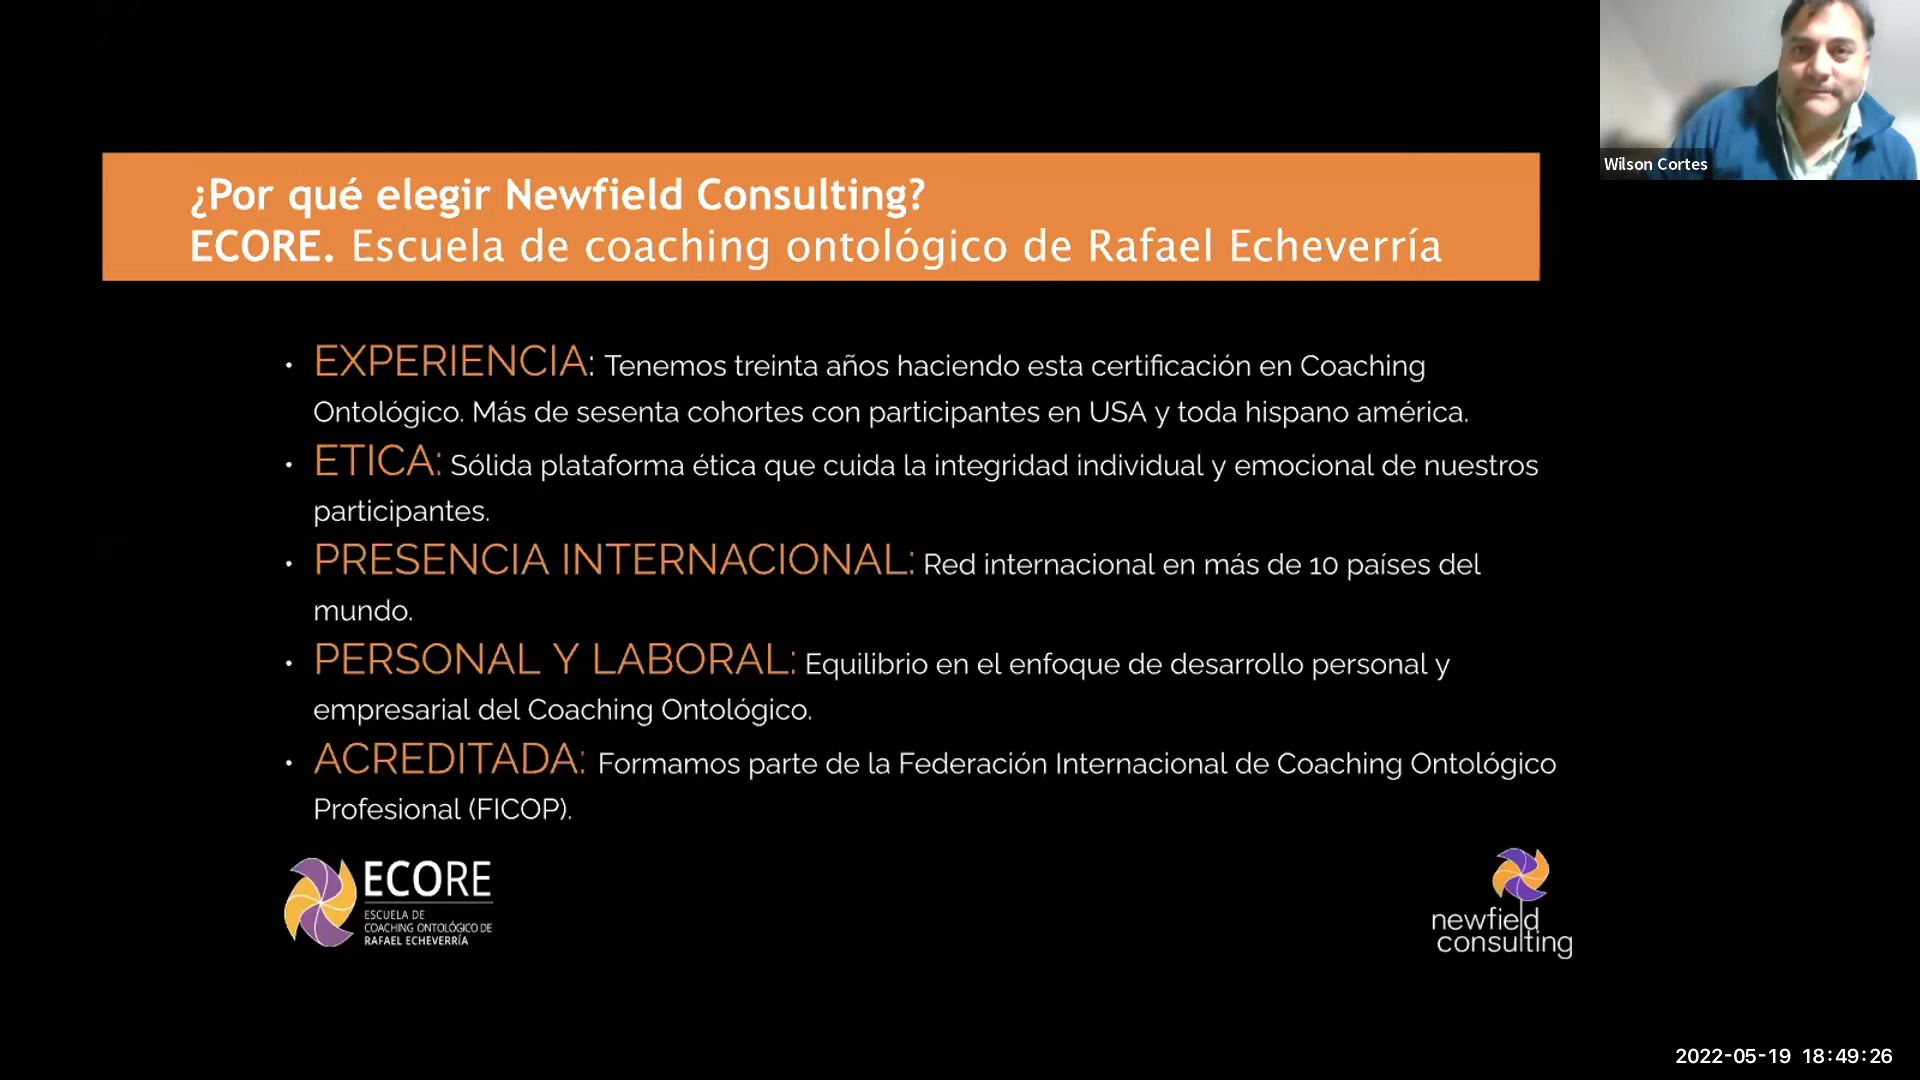 ¿Por qué elegir Newfield Consulting?
ECORE. Escuela de coaching ontológico de Rafael Echeverría
Wilson Cortes
• EXPERIENCIA: Tenemos treinta años haciendo esta certificación en Coaching
Ontológico. Más de sesenta cohortes con participantes en USA y toda hispano américa.
• ETICA: Sólida plataforma ética que cuida la integridad individual y emocional de nuestros
participantes.
• PRESENCIA INTERNACIONAL: Red internacional en más de 10 países del
mundo.
• PERSONAL Y LABORAL: Equilibrio en el enfoque de desarrollo personal y
empresarial del Coaching Ontológico.
• ACREDITADA: Formamos parte de la Federación Internacional de Coaching Ontológico
Profesional (FICOP).
ECORE
ESCUELA DE
COACHING ONTOLÓGICO DE
RAFAEL ECHEVERRÍA
newfield
consulting
2022-05-19 18:49:26